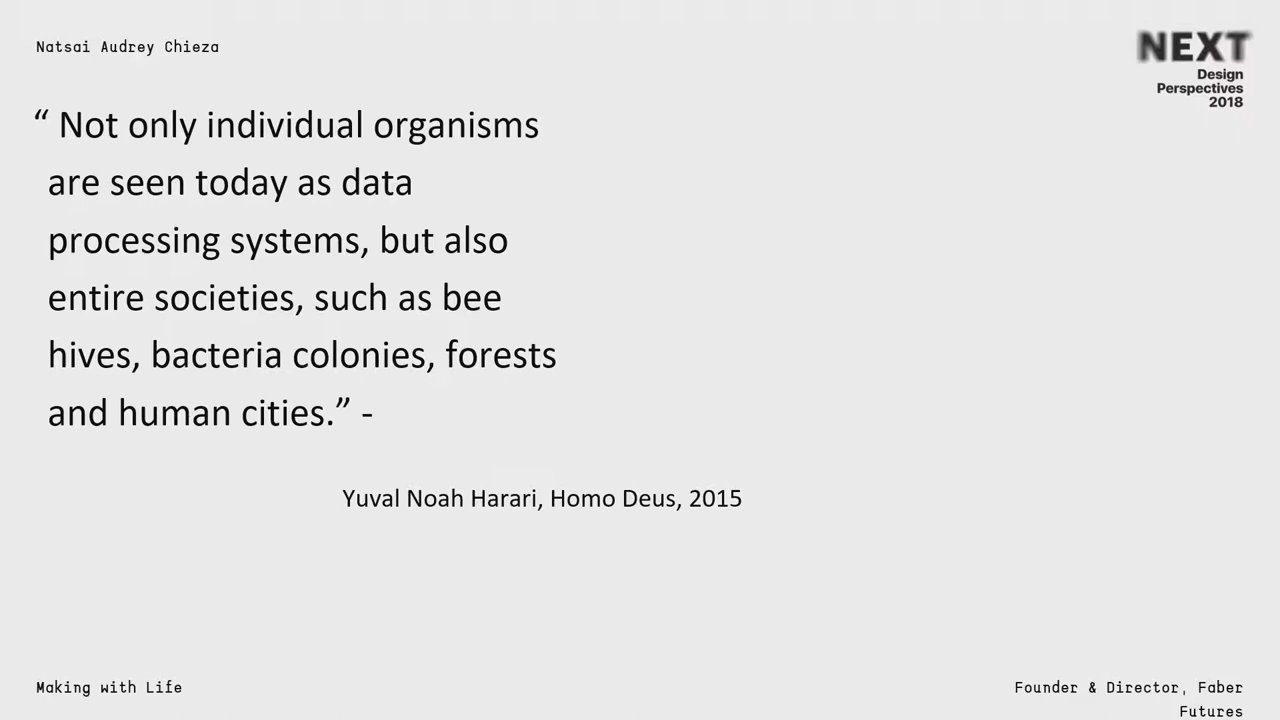 Natsai Audrey Chieza
NEXT
Design
Perspectives
2018
“ Not only individual organisms
are seen today as data
processing systems, but also
entire societies, such as bee
hives, bacteria colonies, forests
and human cities.” -
Yuval Noah Harari, Homo Deus, 2015
Making with Life
Founder & Director, Faber
Futures